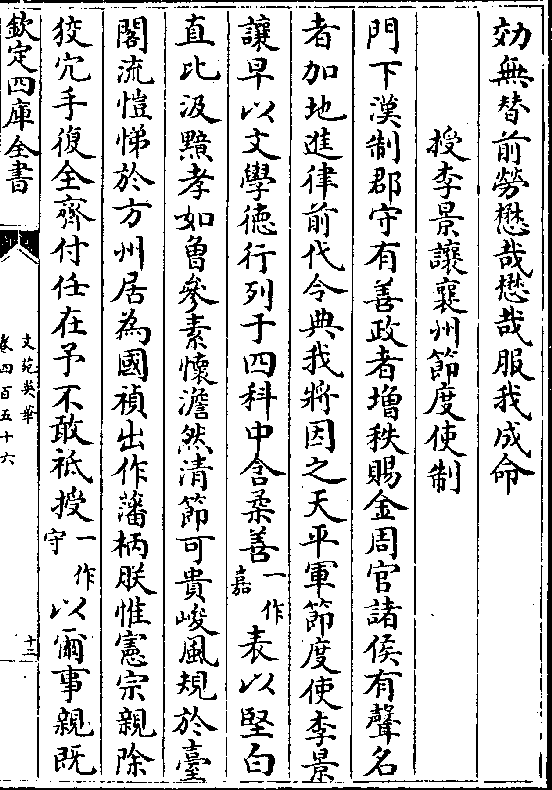 効無替前勞懋哉懋哉服我成命
授李景讓襄州節度使制
門下漢制郡守有善政者增秩賜金周官諸侯有聲名
者加地進律前代令典我將因之天平軍節度使李景
讓早以文學徳行列于四科中含柔善一作嘉表以堅白
直比汲黯孝如曾參素懷澹然清節可貴峻風規於臺
閣流愷悌於方州居為國禎出作藩柄朕惟憲宗親除
狡穴手復全齊付任在予不敢祗授一作守以爾事親既
欽定四庫全書
文苑英華
卷四百五十六
十二